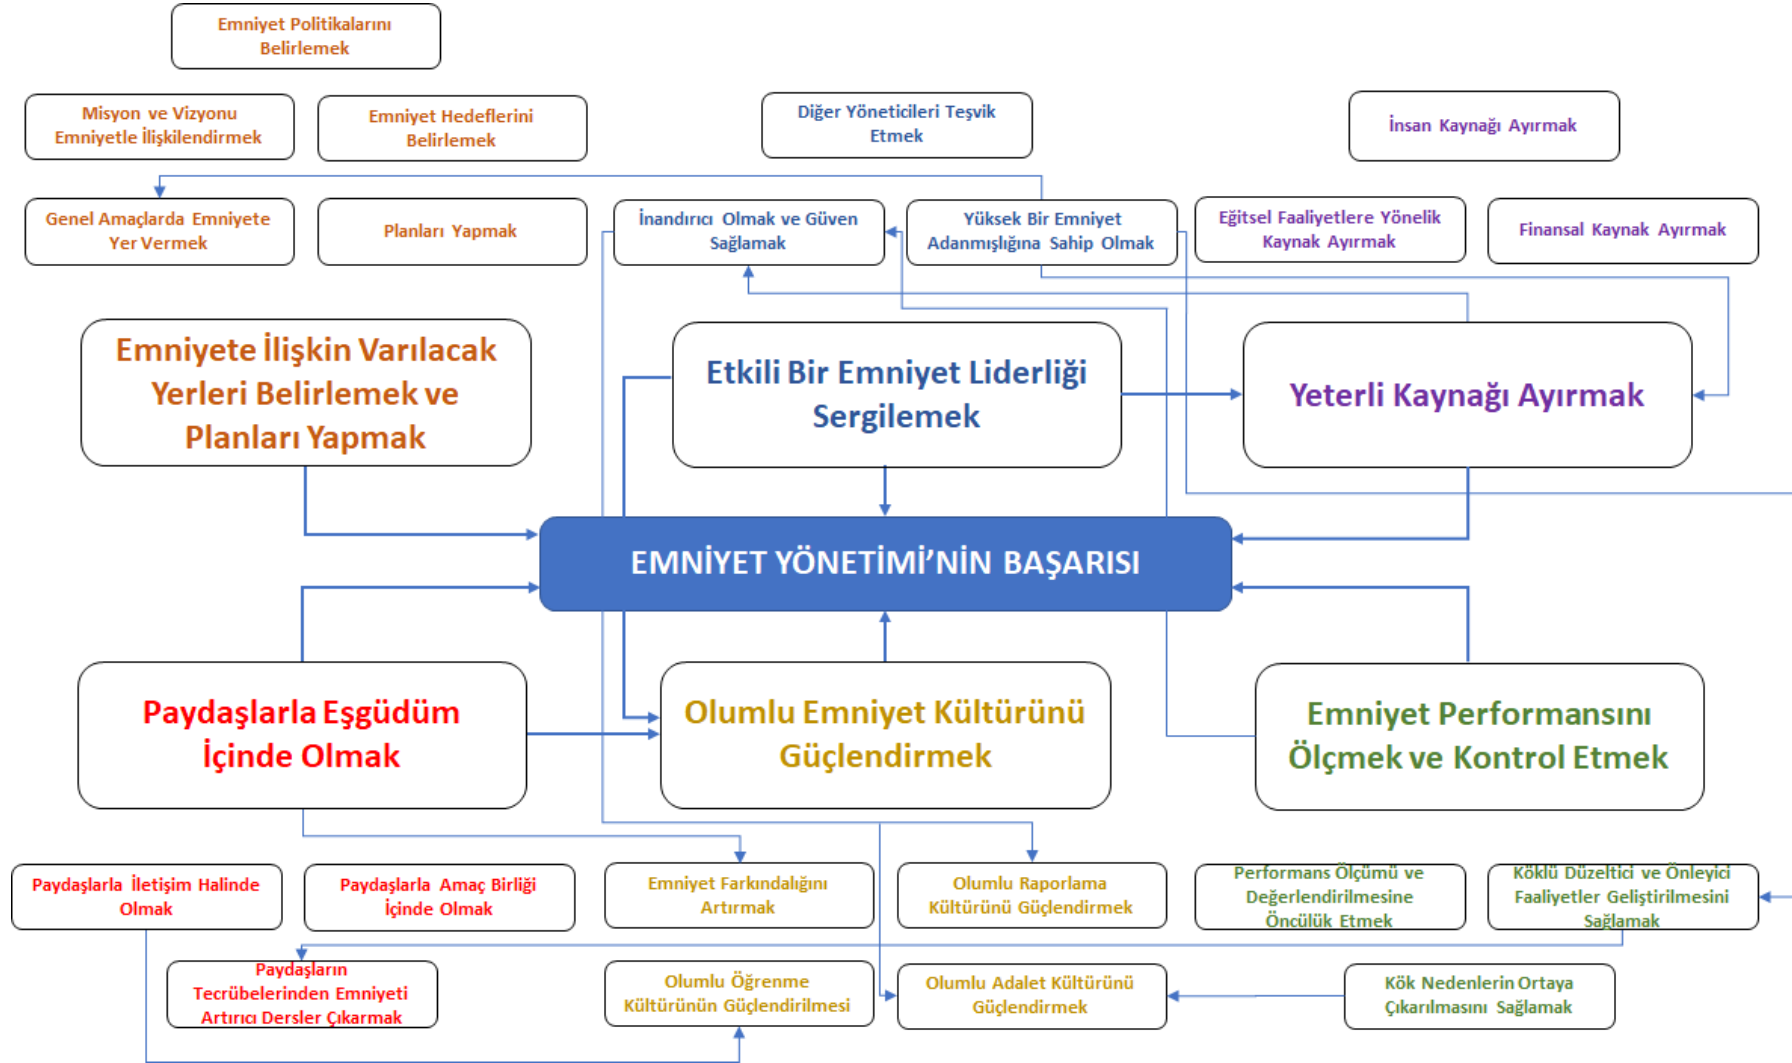 Emniyet Politikalarını
Belirlemek
Misyon ve Vizyonu
Emniyetle İlişkilendirmek
Emniyet Hedeflerini
Belirlemek
Diğer Yöneticileri Teşvik
Etmek
İnsan Kaynağı Ayırmak
Genel Amaçlarda Emniyete
Yer Vermek
Planları Yapmak
İnandırıcı Olmak ve Güven
Sağlamak
Yüksek Bir Emniyet
Adanmışlığına Sahip Olmak
Eğitsel Faaliyetlere Yönelik
Kaynak Ayırmak
Finansal Kaynak Ayırmak
Emniyete İlişkin Varılacak
Yerleri Belirlemek ve
Planları Yapmak
Etkili Bir Emniyet Liderliği
Sergilemek
Yeterli Kaynağı Ayırmak
EMNİYET YÖNETİMİ’NİN BAŞARISI
Paydaşlarla Eşgüdüm
İçinde Olmak
Olumlu Emniyet Kültürünü
Güçlendirmek
Emniyet Performansını
Ölçmek ve Kontrol Etmek
Paydaşlarla İletişim Halinde
Olmak
Paydaşlarla Amaç Birliği
İçinde Olmak
Emniyet Farkındalığını
Artırmak
Olumlu Raporlama
Kültürünü Güçlendirmek
Performans Ölçümü ve
Değerlendirilmesine
Öncülük Etmek
Köklü Düzeltici ve Önleyici
Faaliyetler Geliştirilmesini
Sağlamak
Paydaşların
Tecrübelerinden Emniyeti
Artırıcı Dersler Çıkarmak
Olumlu Öğrenme
Kültürünün Güçlendirilmesi
Olumlu Adalet Kültürünü
Güçlendirmek
Kök Nedenlerin Ortaya
Çıkarılmasını Sağlamak